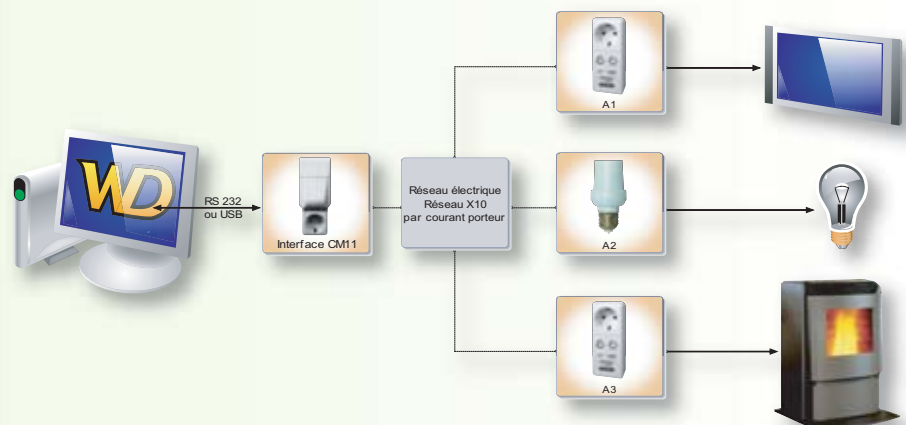 WD
RS 232
ou USB
Interface CM11
Réseau électrique
Réseau X10
par courant porteur
A1
A2
A3